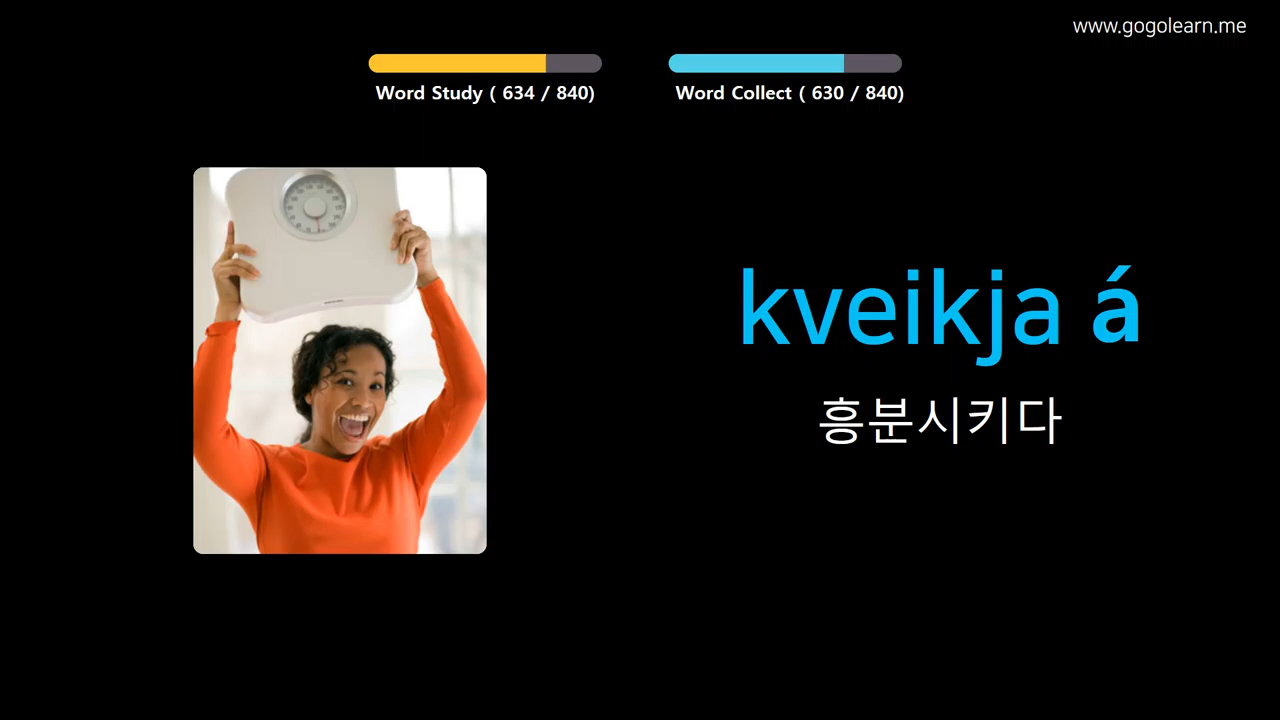 www.gogolearn.me
Word Study ( 634 / 840)
Word Collect ( 630 / 840)
kveikja á
흥분시키다